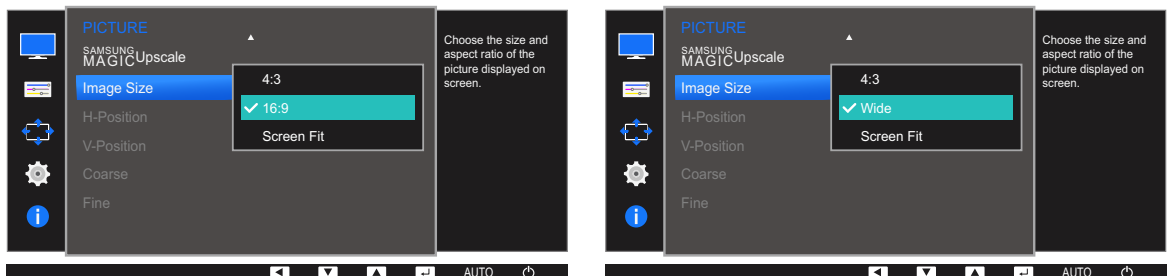 PICTURE
SAMSUNG
MAGIC Upscale
Image Size
H-Position
V-Position
Coarse
Fine
4:3
16:9
Screen Fit
Choose the size and
aspect ratio of the
picture displayed on
screen.
AUTO
PICTURE
SAMSUNG
MAGIC Upscale
Image Size
H-Position
V-Position
Coarse
Fine
4:3
Wide
Screen Fit
Choose the size and
aspect ratio of the
picture displayed on
screen.
AUTO